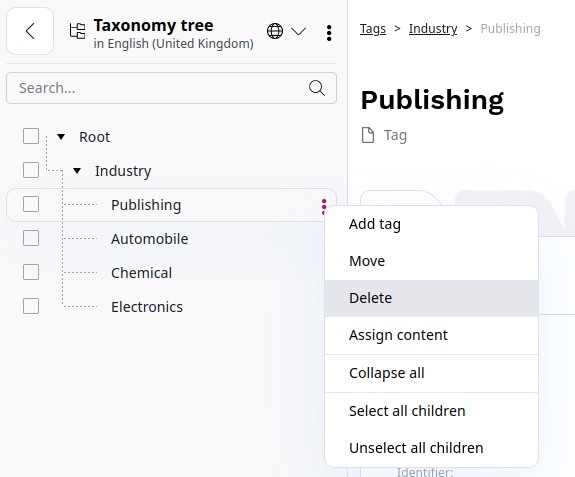 Taxonomy tree
in English (United Kingdom)
Search...
Root
Industry
Publishing
Automobile
Chemical
Electronics
Tags > Industry > Publishing
Publishing
Tag
Add tag
Move
Delete
Assign content
Collapse all
Select all children
Unselect all children
Identifier: